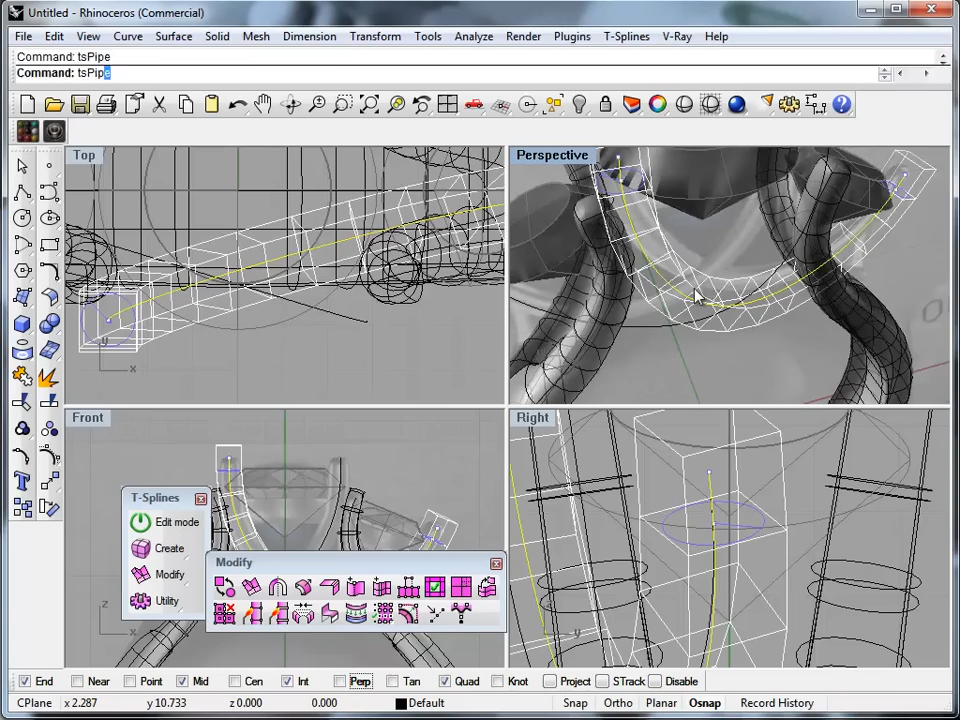 Untitled - Rhinoceros (Commercial)
File Edit View Curve Surface Solid Mesh Dimension Transform Tools Analyze Render Plugins T-Splines V-Ray Help
Command: tsPipe
Command: tsPipe
Top
Perspective
y
x
Front
Right
T-Splines
Edit mode
Create
Modify
Utility
Modify
z
x
y
End Near Point Mid Cen Int Perp Tan Quad Knot Project STrack Disable
CPlane x 2.287 y 10.733 z 0.000 0.000 Default Snap Ortho Planar Osnap Record History